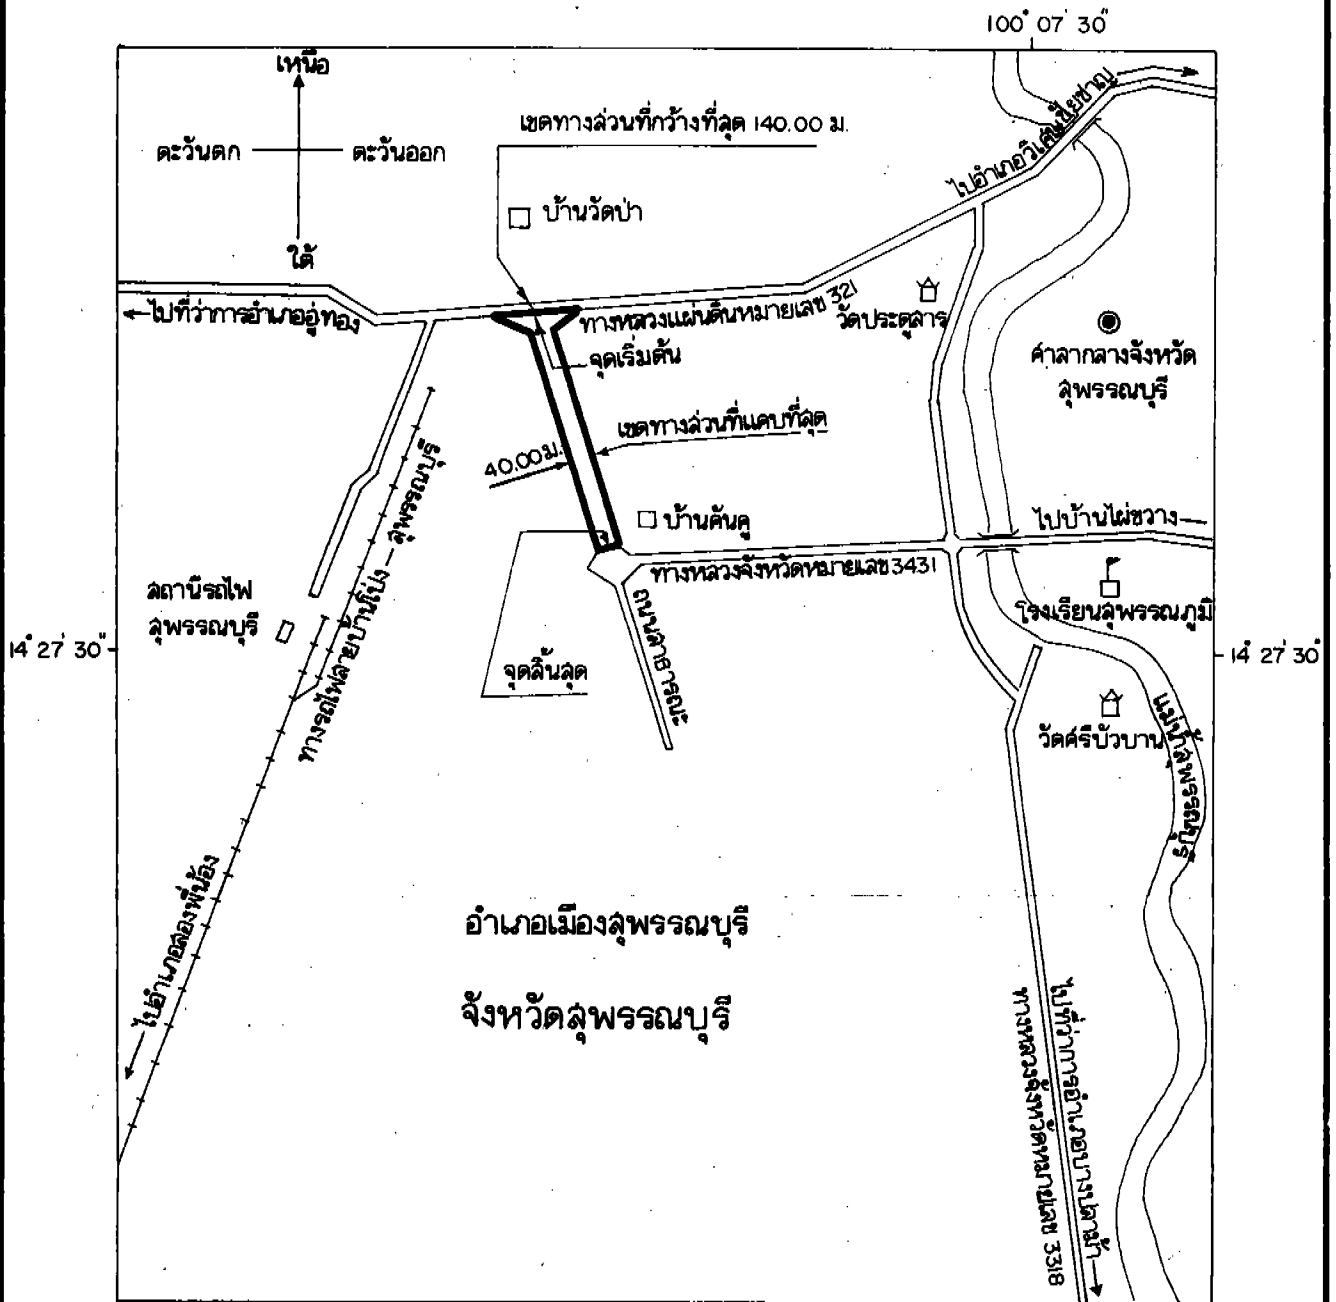 100° 07' 30"
เหนือ
ตะวันตก
ตะวันออก
ใต้
เขตทางส่วนที่กว้างที่สุด 140.00 ม.
บ้านวัดป่า
ไปอำเภอวิเศษชัยชาญ
ไปที่ว่าการอำเภออู่ทอง
ทางหลวงแผ่นดินหมายเลข 321
วัดประตูสาร
จุดเริ่มต้น
ศาลากลางจังหวัด
สุพรรณบุรี
เขตทางส่วนที่แคบที่สุด
40.00 ม.
บ้านคันคู
ไปบ้านไผ่ขวาง
ทางหลวงจังหวัดหมายเลข 3431
สถานีรถไฟ
สุพรรณบุรี
ทางรถไฟสายบ้านโป่ง – สุพรรณบุรี
ถนนสาธารณะ
โรงเรียนสุพรรณภูมิ
14° 27' 30"
14° 27' 30"
จุดสิ้นสุด
วัดศรีบัวบาน
แม่น้ำสุพรรณบุรี
ไปอำเภอสองพี่น้อง
อำเภอเมืองสุพรรณบุรี
จังหวัดสุพรรณบุรี
ไปที่ว่าการอำเภอบางปลาม้า
ทางหลวงจังหวัดหมายเลข 3318